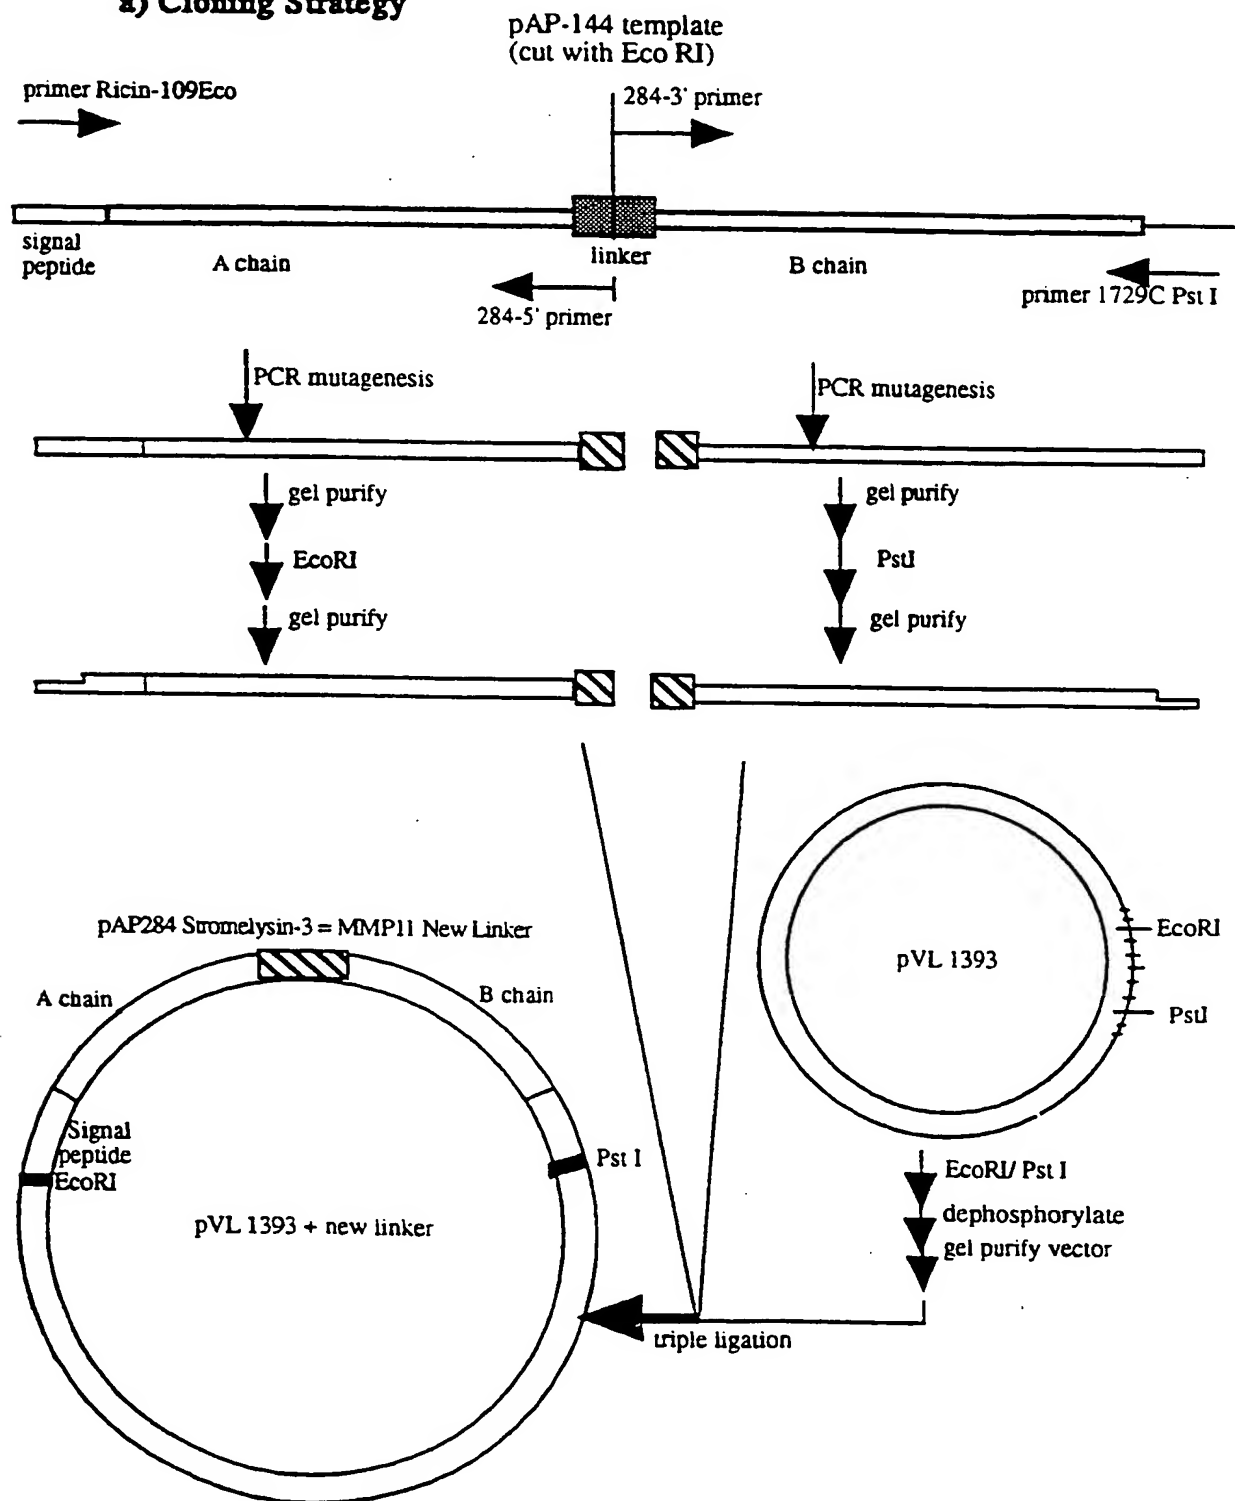 a) Cloning Strategy
pAP-144 template
(cut with Eco RI)
primer Ricin-109Eco
284-3' primer
signal
peptide
A chain
linker
B chain
284-5' primer
primer 1729C Pst I
PCR mutagenesis
PCR mutagenesis
gel purify
gel purify
EcoRI
PstI
gel purify
gel purify
pAP284 Stromelysin-3 = MMP11 New Linker
A chain
B chain
pVL 1393
EcoRI
PstI
Signal
peptide
EcoRI
Pst I
pVL 1393 + new linker
EcoRI/ Pst I
dephosphorylate
gel purify vector
triple ligation